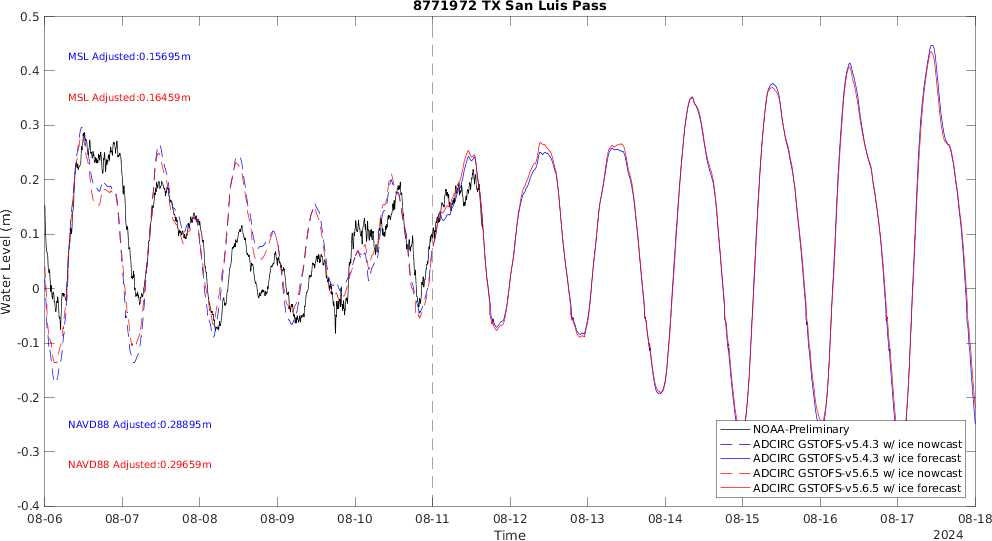 8771972 TX San Luis Pass
0.5
0.4
0.3
0.2
0.1
0
-0.1
-0.2
-0.3
-0.4
Water Level (m)
MSL Adjusted:0.15695m
MSL Adjusted:0.16459m
NAVD88 Adjusted:0.28895m
NAVD88 Adjusted:0.29659m
NOAA-Preliminary
ADCIRC GSTOFS-v5.4.3 w/ ice nowcast
ADCIRC GSTOFS-v5.4.3 w/ ice forecast
ADCIRC GSTOFS-v5.6.5 w/ ice nowcast
ADCIRC GSTOFS-v5.6.5 w/ ice forecast
08-06 08-07 08-08 08-09 08-10 08-11 08-12 08-13 08-14 08-15 08-16 08-17 08-18
Time
2024